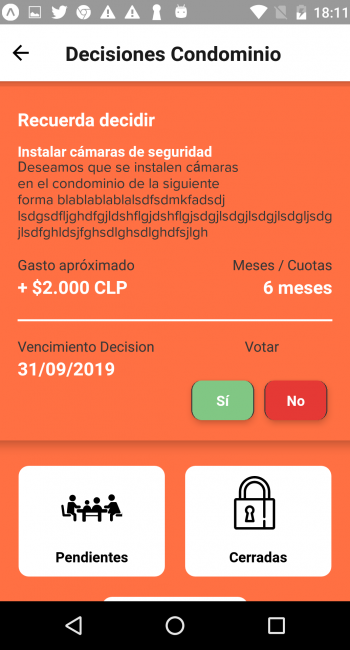 18:11
Decisiones Condominio
Recuerda decidir
Instalar cámaras de seguridad
Deseamos que se instalen cámaras
en el condominio de la siguiente
forma blablablablalsdfsdmkfadsdj
lsdgsdfljghdfgjldshflgjdshflgjsdgjlsdgjlsdgjlsdgljsdg
jlsdfghldsjfghsdlghsdlghdfsjlgh
Gasto apróximado Meses / Cuotas
+ $2.000 CLP 6 meses
Vencimiento Decision Votar
31/09/2019
Sí No
Pendientes Cerradas